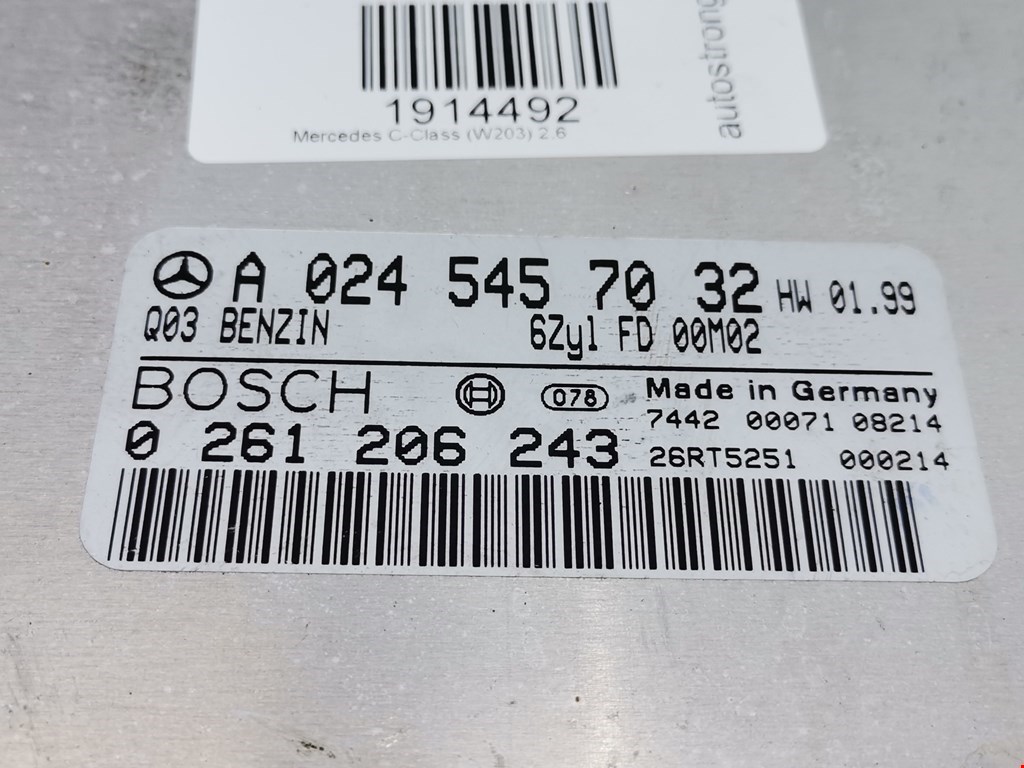 1914492
Mercedes C-Class (W203) 2.6
autostrong
A 024 545 70 32 HW 01.99
Q03 BENZIN 6Zyl FD 00M02
BOSCH 078 Made in Germany
7442 00071 08214
0 261 206 243 26RT5251 000214